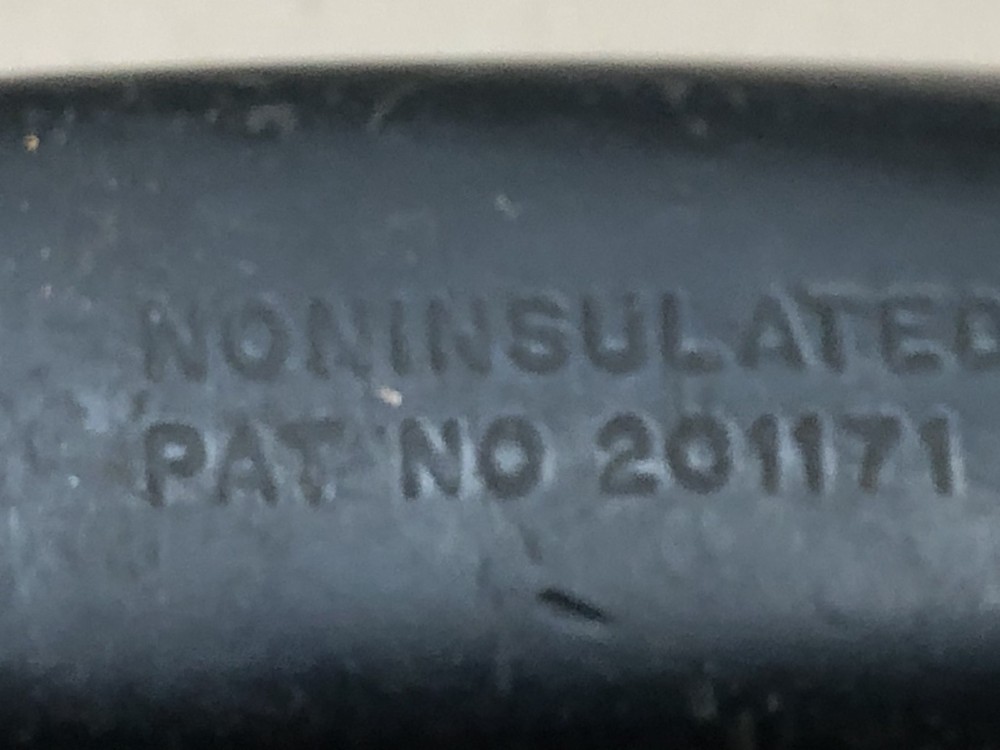 NONINSULATED
PAT NO 201171